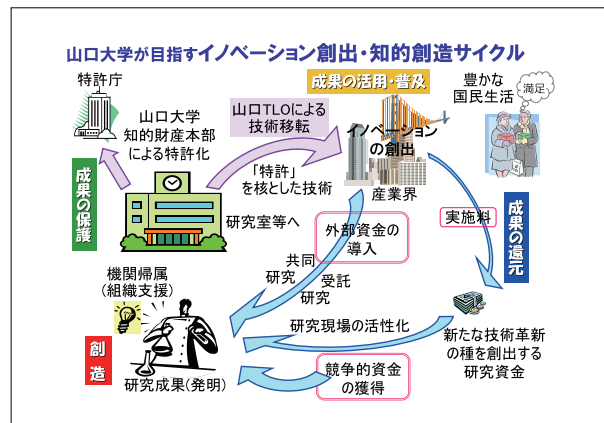 山口大学が目指すイノベーション創出・知的創造サイクル
特許庁
成果の活用・普及
豊かな
国民生活
満足
山口大学
知的財産本部
による特許化
山口TLOによる
技術移転
イノベーション
の創出
成果の保護
「特許」
を核とした技術
産業界
研究室等へ
外部資金の
導入
実施料
成果の還元
共同
研究
受託
研究
機関帰属
(組織支援)
研究現場の活性化
新たな技術革新
の種を創出する
研究資金
創造
研究成果(発明)
競争的資金
の獲得